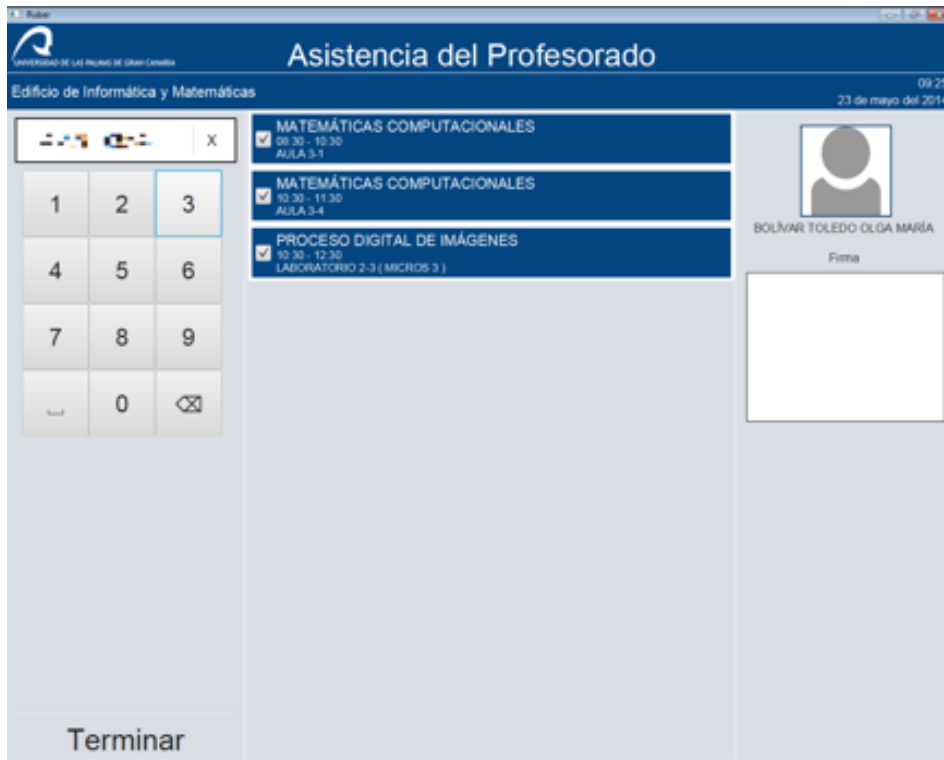 Ruber
UNIVERSIDAD DE LAS PALMAS DE GRAN CANARIA
Asistencia del Profesorado
Edificio de Informática y Matemáticas
09:25
23 de mayo del 2014
X
1 2 3
4 5 6
7 8 9
0
Terminar
MATEMÁTICAS COMPUTACIONALES
08:30 - 10:30
AULA 3-1
MATEMÁTICAS COMPUTACIONALES
10:30 - 11:30
AULA 3-4
PROCESO DIGITAL DE IMÁGENES
10:30 - 12:30
LABORATORIO 2-3 ( MICROS 3 )
BOLÍVAR TOLEDO OLGA MARÍA
Firma